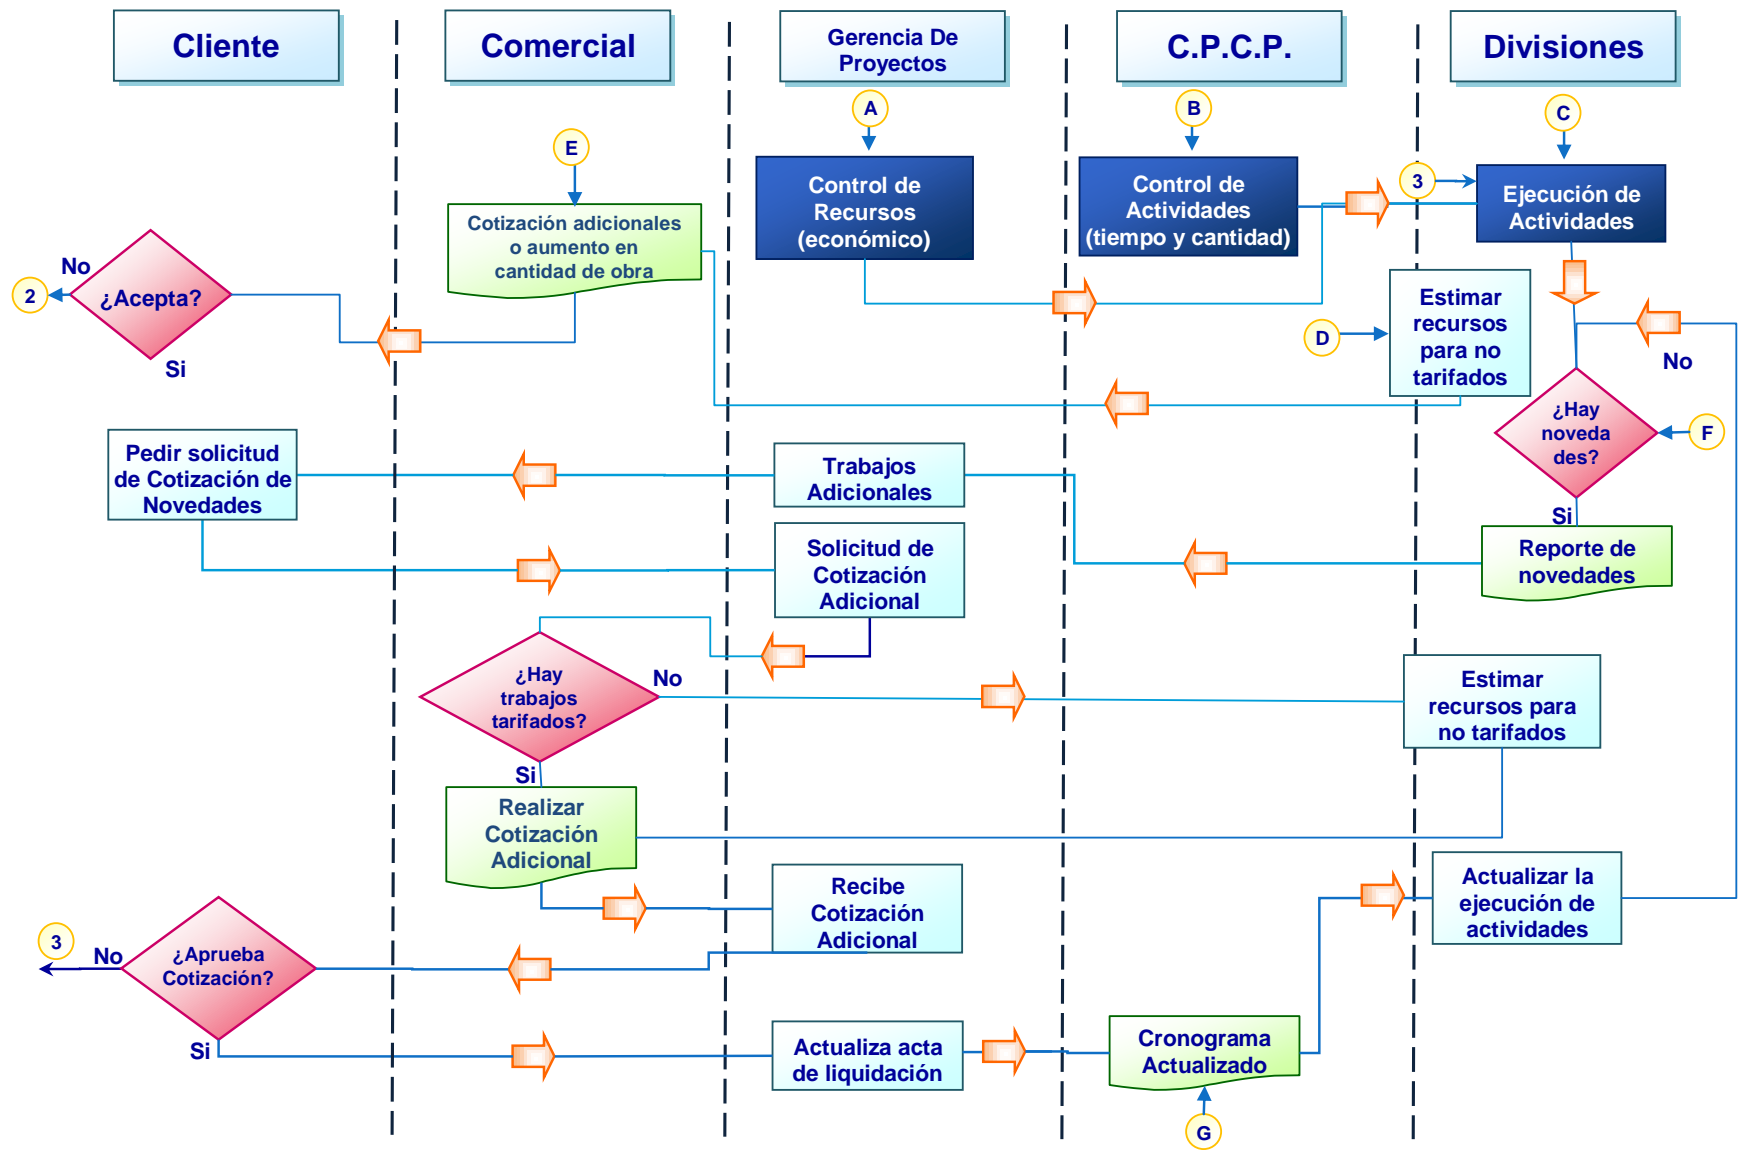 Cliente
Comercial
Gerencia De
Proyectos
C.P.C.P.
Divisiones
A
B
C
E
3
Control de
Recursos
(económico)
Control de
Actividades
(tiempo y cantidad)
Ejecución de
Actividades
Cotización adicionales
o aumento en
cantidad de obra
No
2
¿Acepta?
Si
Estimar
recursos
para no
tarifados
D
No
¿Hay
noveda
des?
F
Si
Pedir solicitud
de Cotización de
Novedades
Trabajos
Adicionales
Solicitud de
Cotización
Adicional
Reporte de
novedades
¿Hay
trabajos
tarifados?
No
Si
Estimar
recursos para
no tarifados
Realizar
Cotización
Adicional
Recibe
Cotización
Adicional
Actualizar la
ejecución de
actividades
3
No
¿Aprueba
Cotización?
Si
Actualiza acta
de liquidación
Cronograma
Actualizado
G